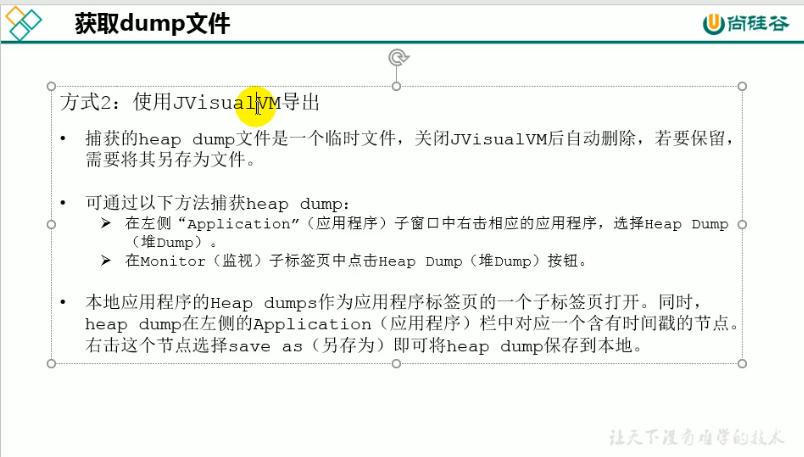 获取dump文件
尚硅谷
方式2：使用JVisualVM导出
• 捕获的heap dump文件是一个临时文件，关闭JVisualVM后自动删除，若要保留，
需要将其另存为文件。
• 可通过以下方法捕获heap dump：
➢ 在左侧“Application”（应用程序）子窗口中右击相应的应用程序，选择Heap Dump
（堆Dump）。
➢ 在Monitor（监视）子标签页中点击Heap Dump（堆Dump）按钮。
• 本地应用程序的Heap dumps作为应用程序标签页的一个子标签页打开。同时，
heap dump在左侧的Application（应用程序）栏中对应一个含有时间戳的节点。
右击这个节点选择save as（另存为）即可将heap dump保存到本地。
让天下没有难学的技术